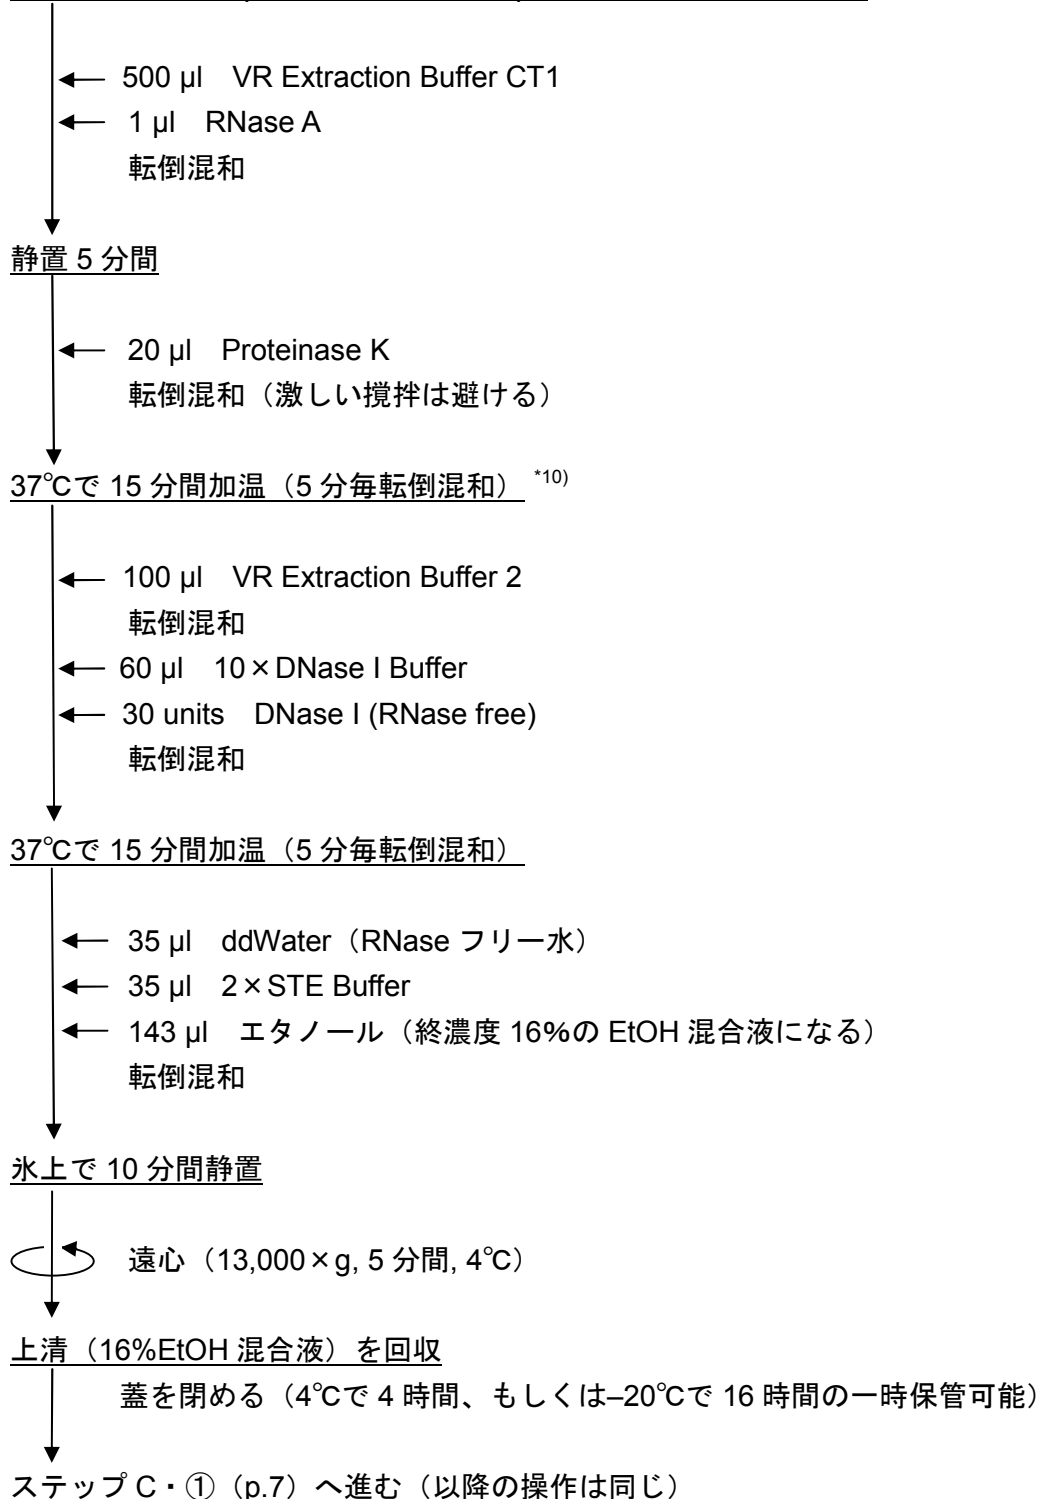 500 µl VR Extraction Buffer CT1
1 µl RNase A
転倒混和
静置 5 分間
20 µl Proteinase K
転倒混和（激しい撹拌は避ける）
37℃で 15 分間加温（5 分毎転倒混和） *10)
100 µl VR Extraction Buffer 2
転倒混和
60 µl 10×DNase I Buffer
30 units DNase I (RNase free)
転倒混和
37℃で 15 分間加温（5 分毎転倒混和）
35 µl ddWater（RNase フリー水）
35 µl 2×STE Buffer
143 µl エタノール（終濃度 16%の EtOH 混合液になる）
転倒混和
氷上で 10 分間静置
遠心（13,000×g, 5 分間, 4℃）
上清（16%EtOH 混合液）を回収
蓋を閉める（4℃で 4 時間、もしくは–20℃で 16 時間の一時保管可能）
ステップ C・①（p.7）へ進む（以降の操作は同じ）